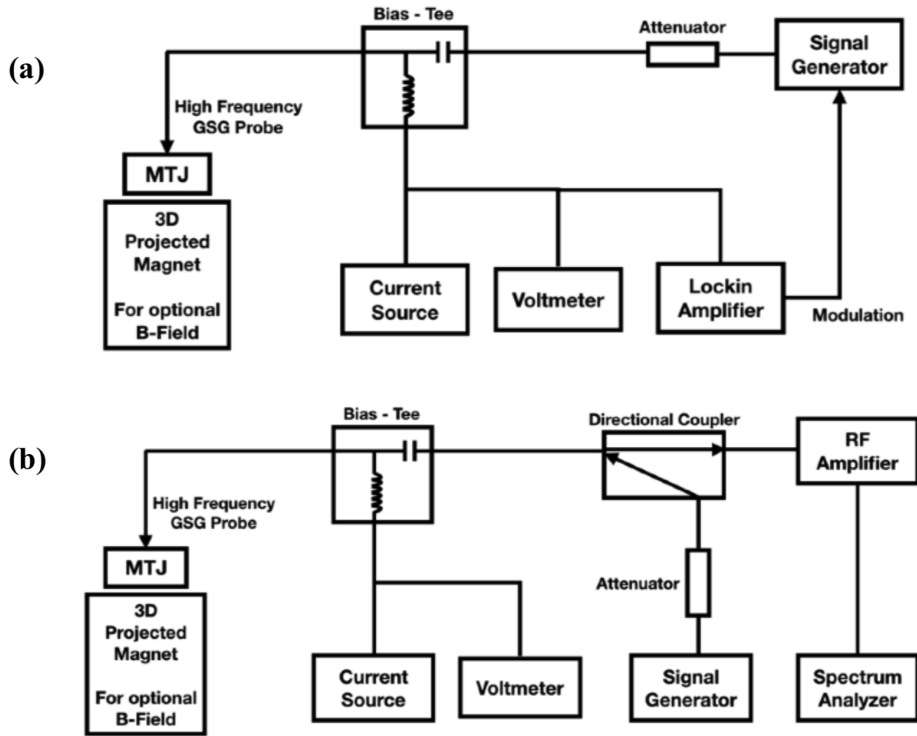 (a)
Bias - Tee
Attenuator
Signal
Generator
High Frequency
GSG Probe
MTJ
3D
Projected
Magnet
For optional
B-Field
Current
Source
Voltmeter
Lockin
Amplifier
Modulation
(b)
Bias - Tee
Directional Coupler
RF
Amplifier
High Frequency
GSG Probe
MTJ
3D
Projected
Magnet
For optional
B-Field
Attenuator
Current
Source
Voltmeter
Signal
Generator
Spectrum
Analyzer